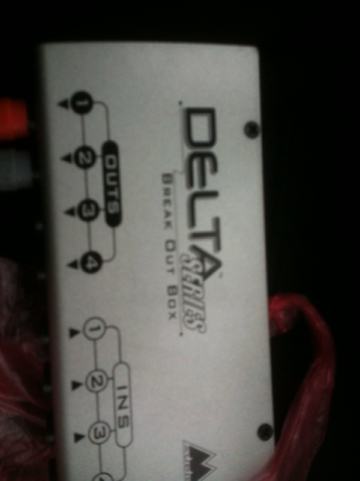 DELTA
SERIES
BREAK OUT BOX
OUTS
1 2 3 4
INS
1 2 3